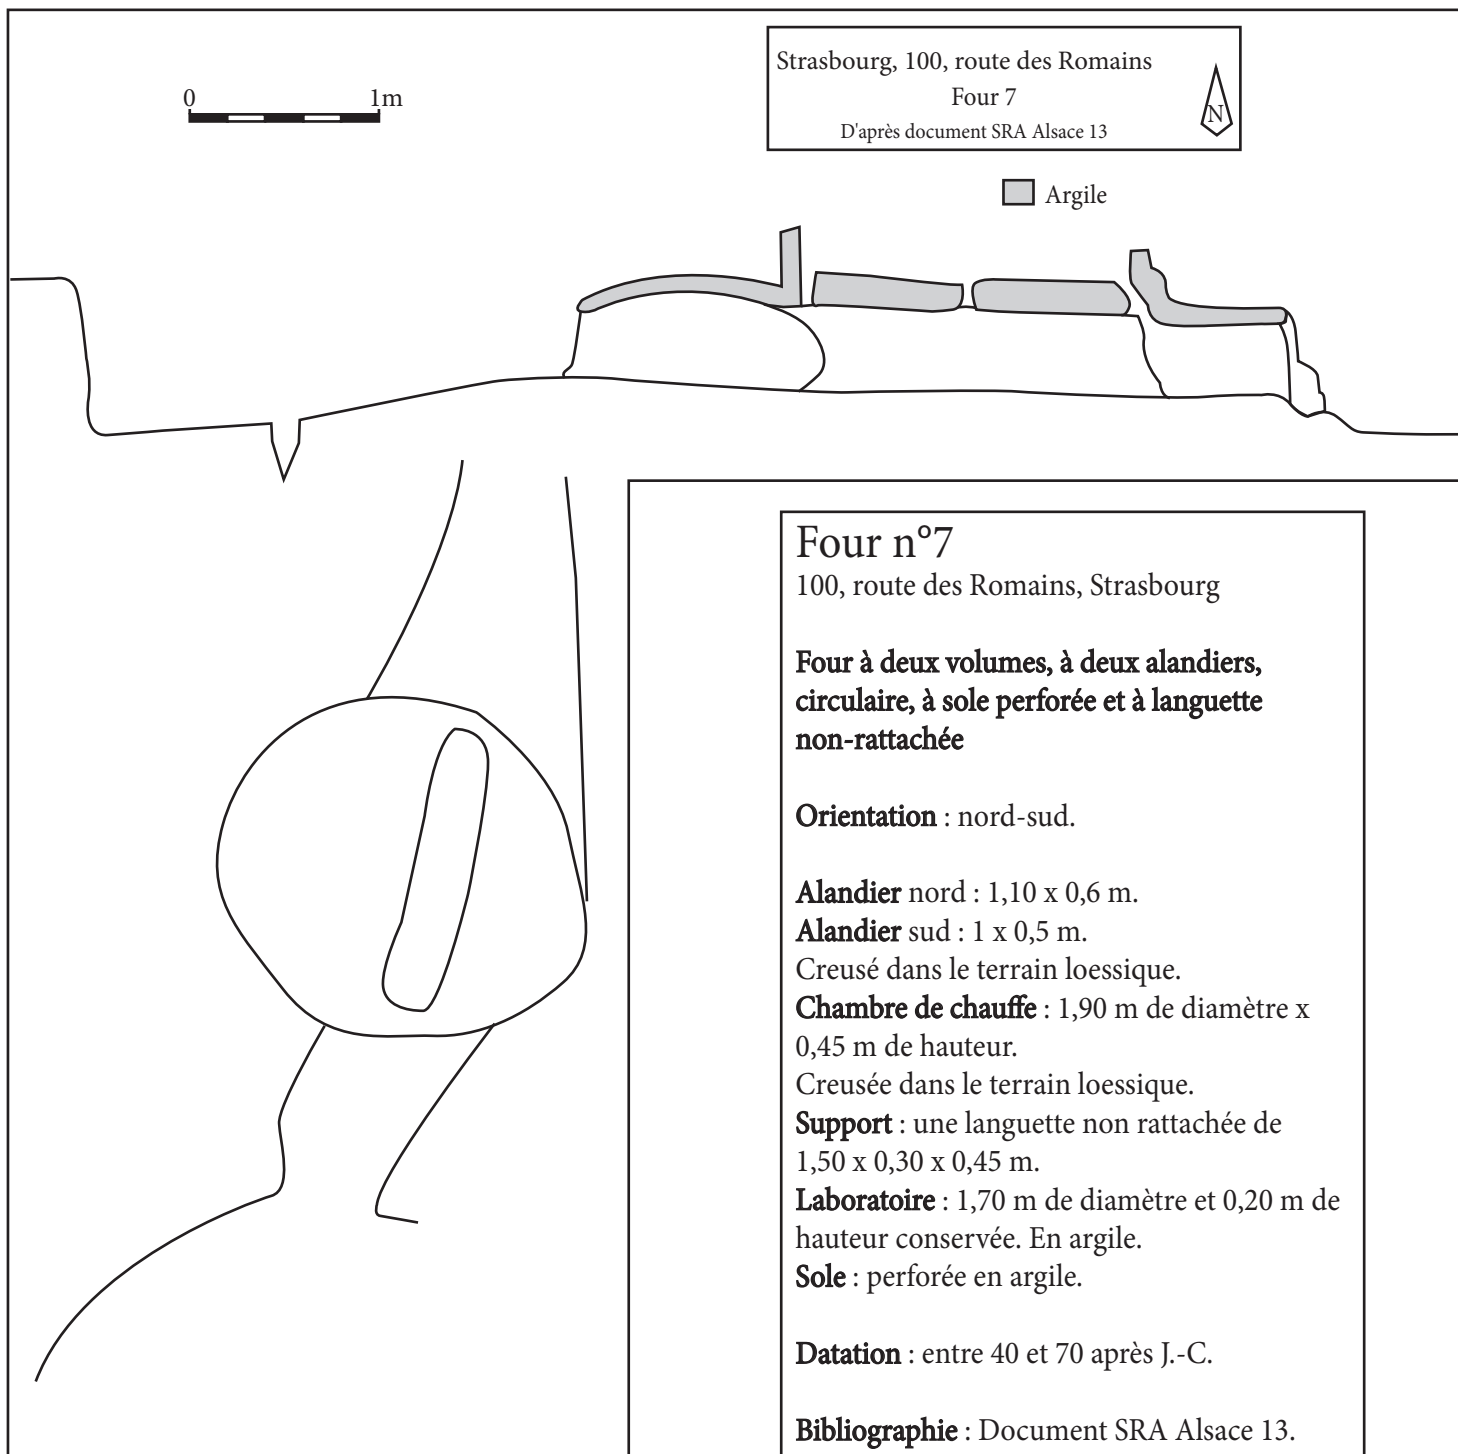 Strasbourg, 100, route des Romains
Four 7
D'après document SRA Alsace 13
N
0 1m
Argile
Four n°7
100, route des Romains, Strasbourg
Four à deux volumes, à deux alandiers,
circulaire, à sole perforée et à languette
non-rattachée
Orientation : nord-sud.
Alandier nord : 1,10 x 0,6 m.
Alandier sud : 1 x 0,5 m.
Creusé dans le terrain loessique.
Chambre de chauffe : 1,90 m de diamètre x
0,45 m de hauteur.
Creusée dans le terrain loessique.
Support : une languette non rattachée de
1,50 x 0,30 x 0,45 m.
Laboratoire : 1,70 m de diamètre et 0,20 m de
hauteur conservée. En argile.
Sole : perforée en argile.
Datation : entre 40 et 70 après J.-C.
Bibliographie : Document SRA Alsace 13.